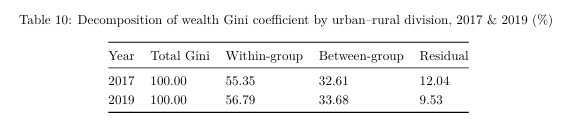 Table 10: Decomposition of wealth Gini coefficient by urban–rural division, 2017 & 2019 (%)
Year Total Gini Within-group Between-group Residual
2017 100.00 55.35 32.61 12.04
2019 100.00 56.79 33.68 9.53